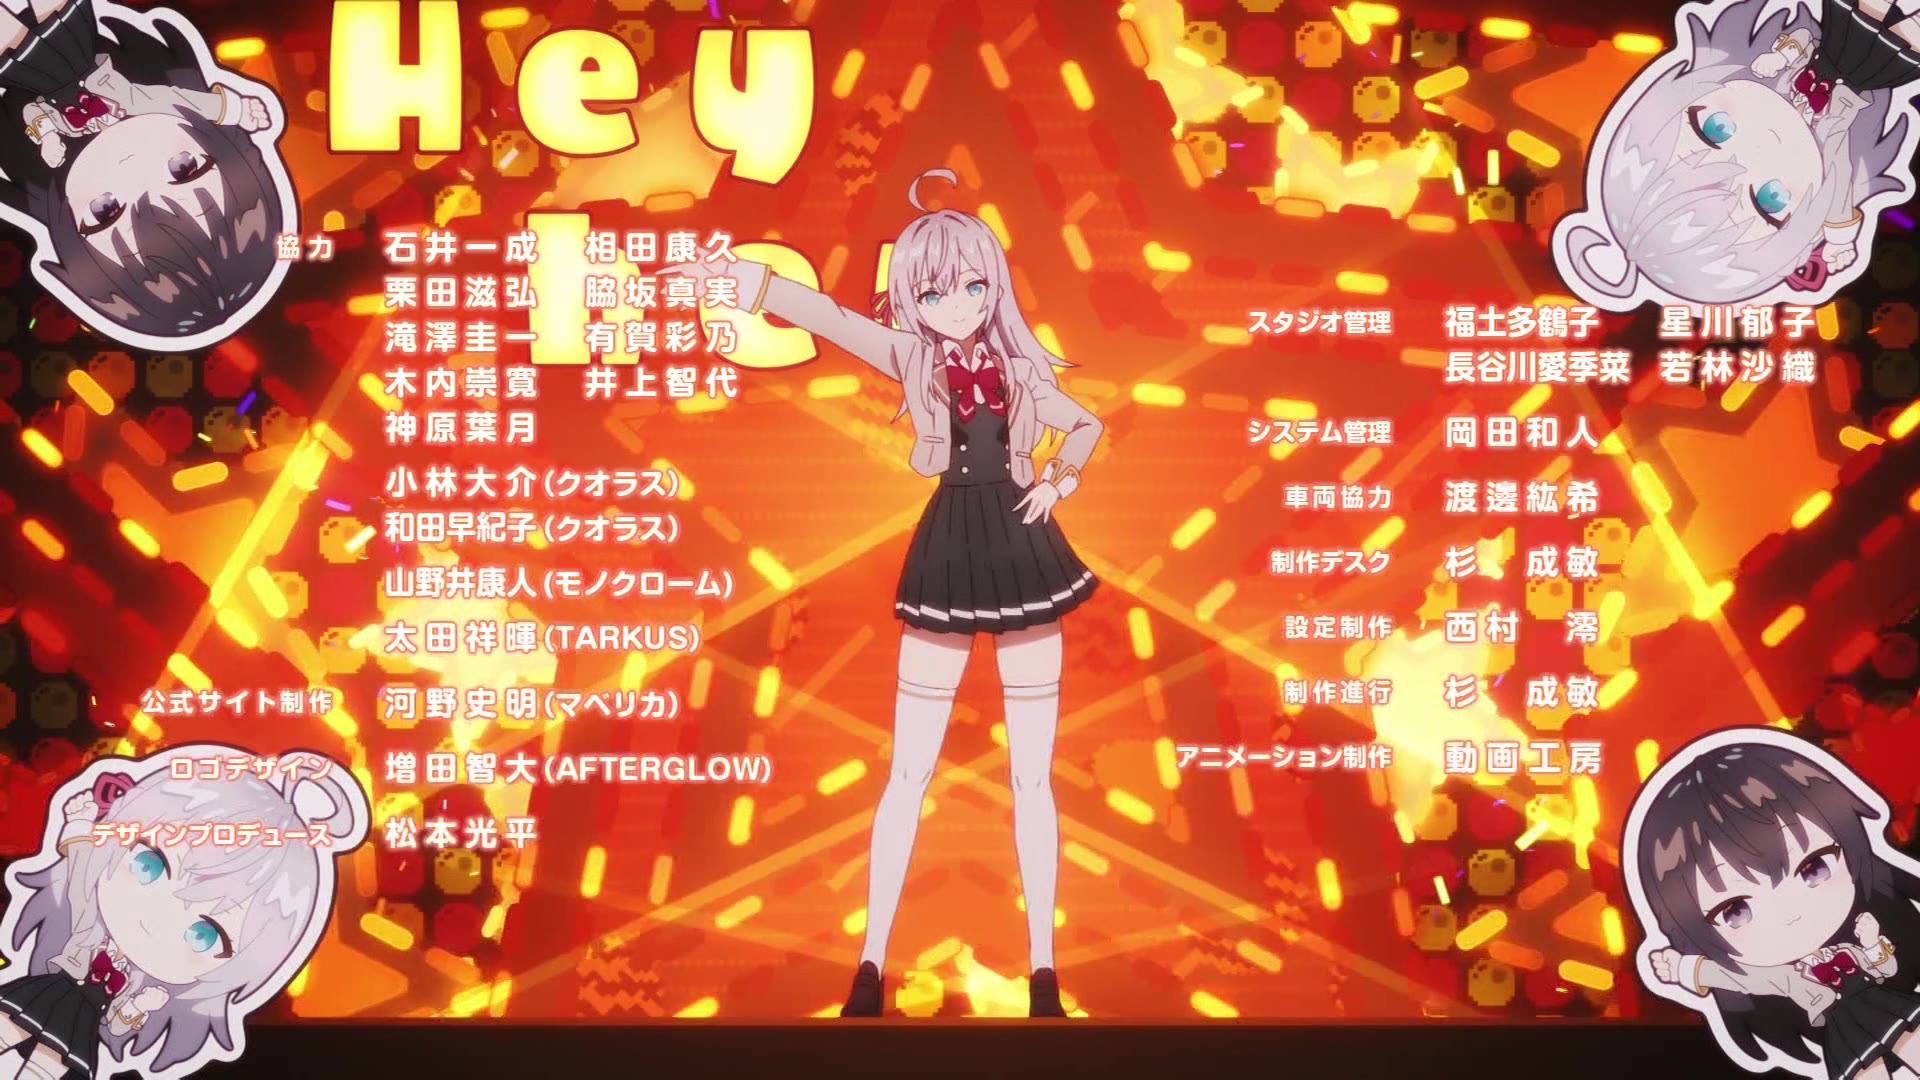 Hey
he
協力 石井一成 相田康久
栗田滋弘 脇坂真実
滝澤圭一 有賀彩乃
木内崇寛 井上智代
神原葉月
小林大介(クオラス)
和田早紀子(クオラス)
山野井康人(モノクローム)
太田祥暉(TARKUS)
公式サイト制作 河野史明(マベリカ)
ロゴデザイン 増田智大(AFTERGLOW)
デザインプロデュース 松本光平
スタジオ管理 福士多鶴子 星川郁子
長谷川愛季菜 若林沙織
システム管理 岡田和人
車両協力 渡邊紘希
制作デスク 杉 成敏
設定制作 西村 澪
制作進行 杉 成敏
アニメーション制作 動画工房